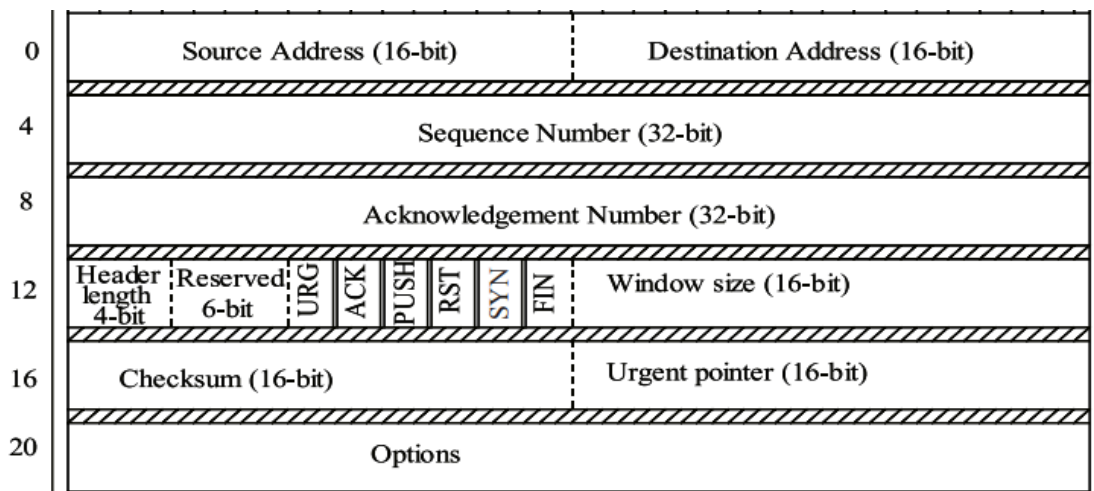 0
Source Address (16-bit)
Destination Address (16-bit)
4
Sequence Number (32-bit)
8
Acknowledgement Number (32-bit)
12
Header
length
4-bit
Reserved
6-bit
URG
ACK
PUSH
RST
SYN
FIN
Window size (16-bit)
16
Checksum (16-bit)
Urgent pointer (16-bit)
20
Options